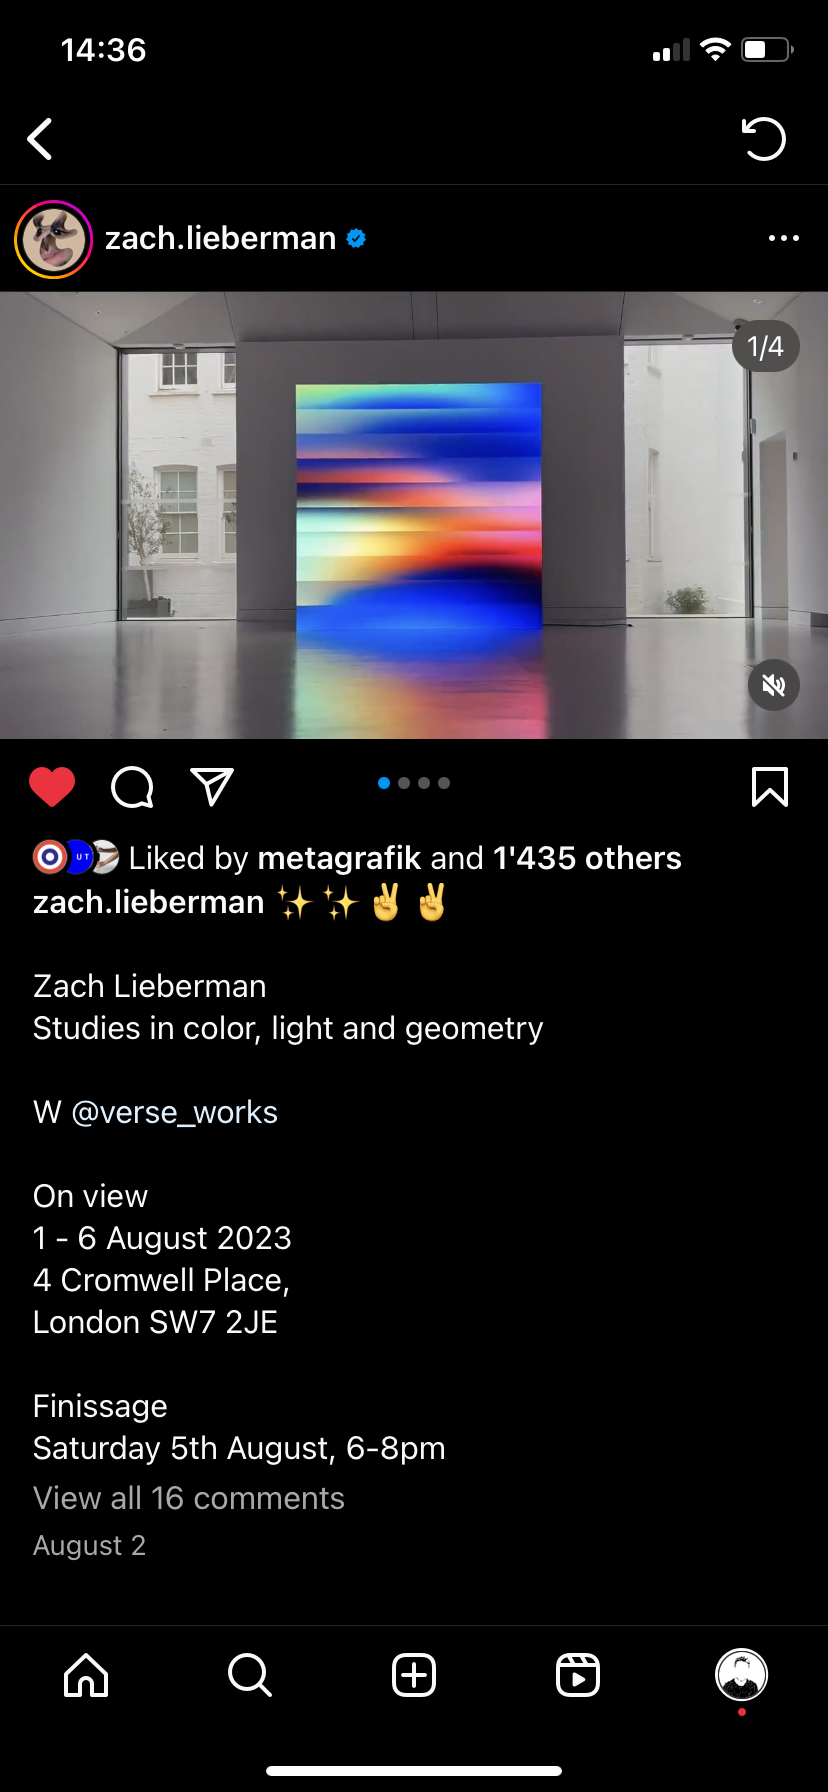 14:36
zach.lieberman
1/4
UT
Liked by metagrafik and 1'435 others
zach.lieberman ✨ ✨ ✌️ ✌️
Zach Lieberman
Studies in color, light and geometry
W @verse_works
On view
1 - 6 August 2023
4 Cromwell Place,
London SW7 2JE
Finissage
Saturday 5th August, 6-8pm
View all 16 comments
August 2